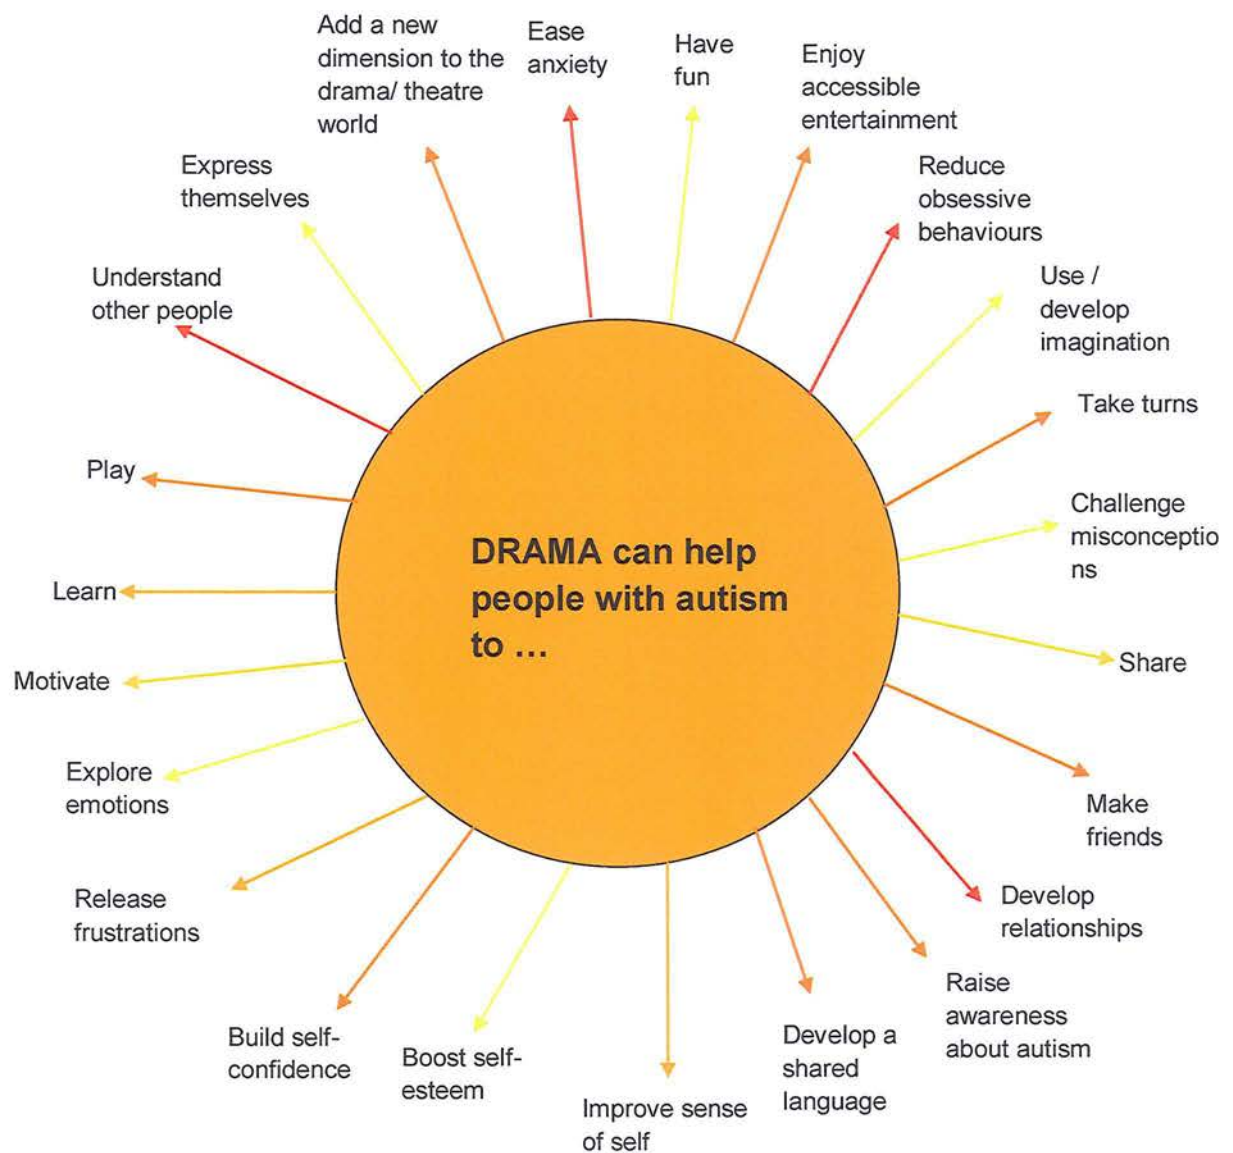 DRAMA can help
people with autism
to ...
Add a new
dimension to the
drama/ theatre
world
Ease
anxiety
Have
fun
Enjoy
accessible
entertainment
Reduce
obsessive
behaviours
Use /
develop
imagination
Take turns
Challenge
misconceptio
ns
Share
Make
friends
Develop
relationships
Raise
awareness
about autism
Develop a
shared
language
Improve sense
of self
Boost self-
esteem
Build self-
confidence
Release
frustrations
Explore
emotions
Motivate
Learn
Play
Understand
other people
Express
themselves